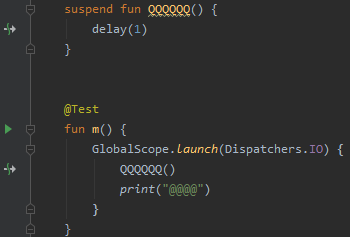 suspend fun QQQQQQ() {
delay(1)
}
@Test
fun m() {
GlobalScope.launch(Dispatchers.IO) {
QQQQQQ()
print("@@@@")
}
}